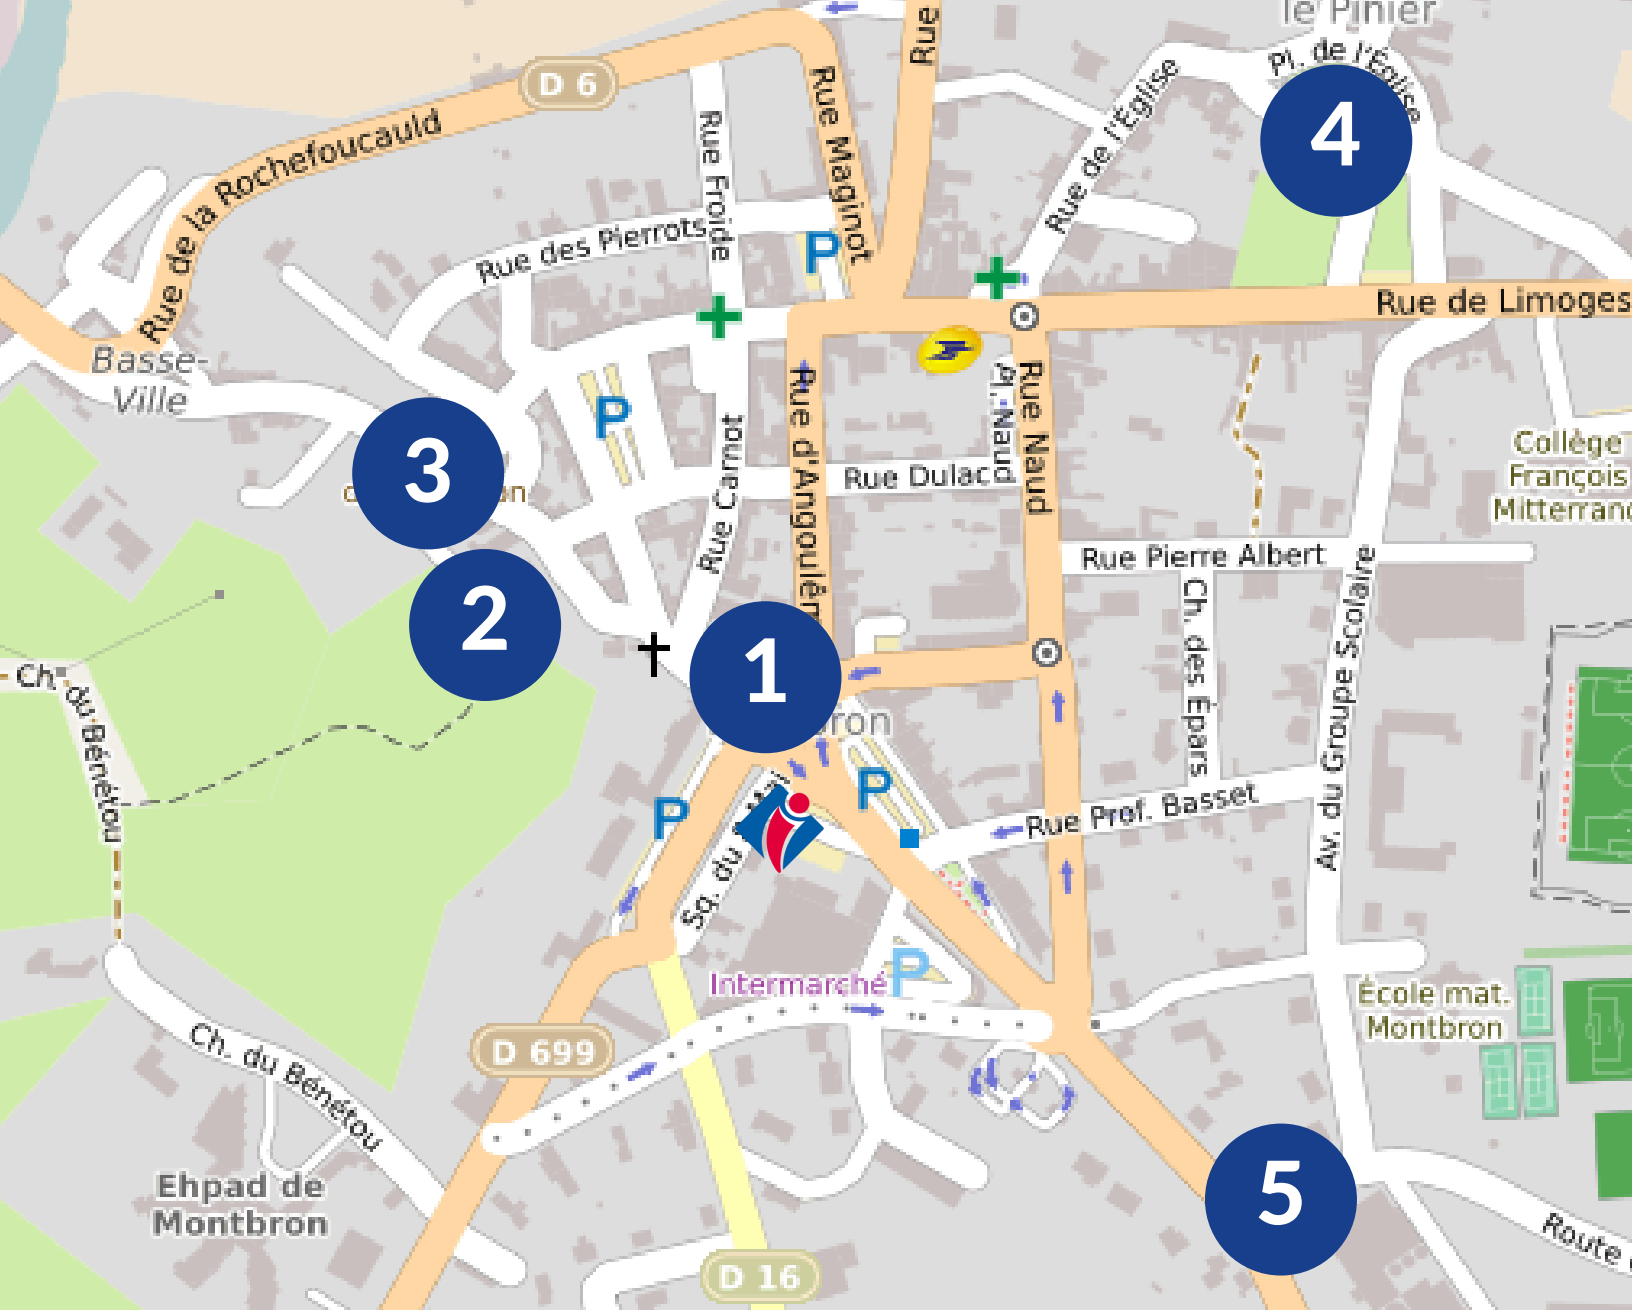 le Pinier
Pl. de l'Église
4
Rue
D 6
Rue Maginot
Rue de l'Église
Rue de la Rochefoucauld
Rue Froide
Rue des Pierrots
P
Rue de Limoges
Basse-
Ville
P
Rue d'Angoulêm
Pl. Naud
Rue Naud
Rue Carnot
Rue Dulac
Collège
François
Mitterrand
3
Rue Pierre Albert
2
Ch. des Épars
Av. du Groupe Scolaire
1
ron
Ch. du Bénétou
P
P
Rue Prof. Basset
Sq. du
Intermarché
P
École mat.
Montbron
D 699
Ch. du Bénétou
Ehpad de
Montbron
5
Route
D 16